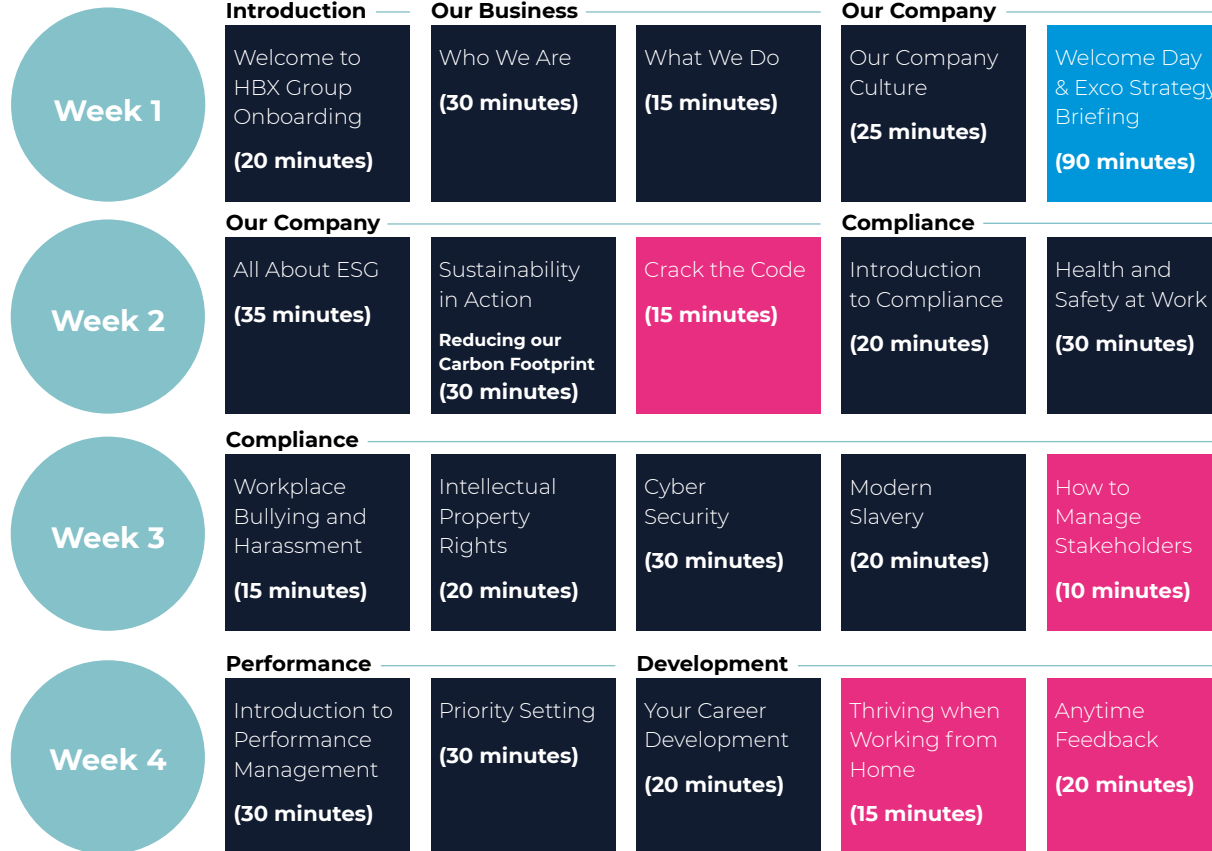 Introduction
Our Business
Our Company
Week 1
Welcome to
HBX Group
Onboarding
(20 minutes)
Who We Are
(30 minutes)
What We Do
(15 minutes)
Our Company
Culture
(25 minutes)
Welcome Day
& Exco Strategy
Briefing
(90 minutes)
Our Company
Compliance
Week 2
All About ESG
(35 minutes)
Sustainability
in Action
Reducing our
Carbon Footprint
(30 minutes)
Crack the Code
(15 minutes)
Introduction
to Compliance
(20 minutes)
Health and
Safety at Work
(30 minutes)
Compliance
Week 3
Workplace
Bullying and
Harassment
(15 minutes)
Intellectual
Property
Rights
(20 minutes)
Cyber
Security
(30 minutes)
Modern
Slavery
(20 minutes)
How to
Manage
Stakeholders
(10 minutes)
Performance
Development
Week 4
Introduction to
Performance
Management
(30 minutes)
Priority Setting
(30 minutes)
Your Career
Development
(20 minutes)
Thriving when
Working from
Home
(15 minutes)
Anytime
Feedback
(20 minutes)